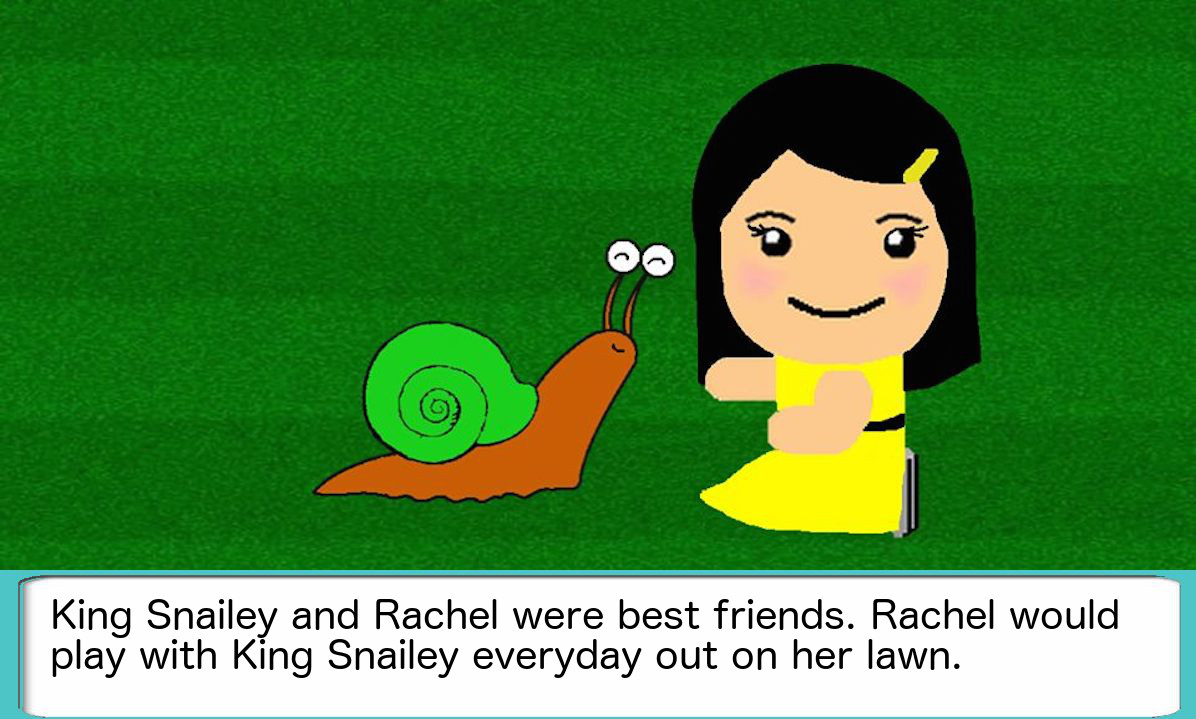 King Snailey and Rachel were best friends. Rachel would
play with King Snailey everyday out on her lawn.